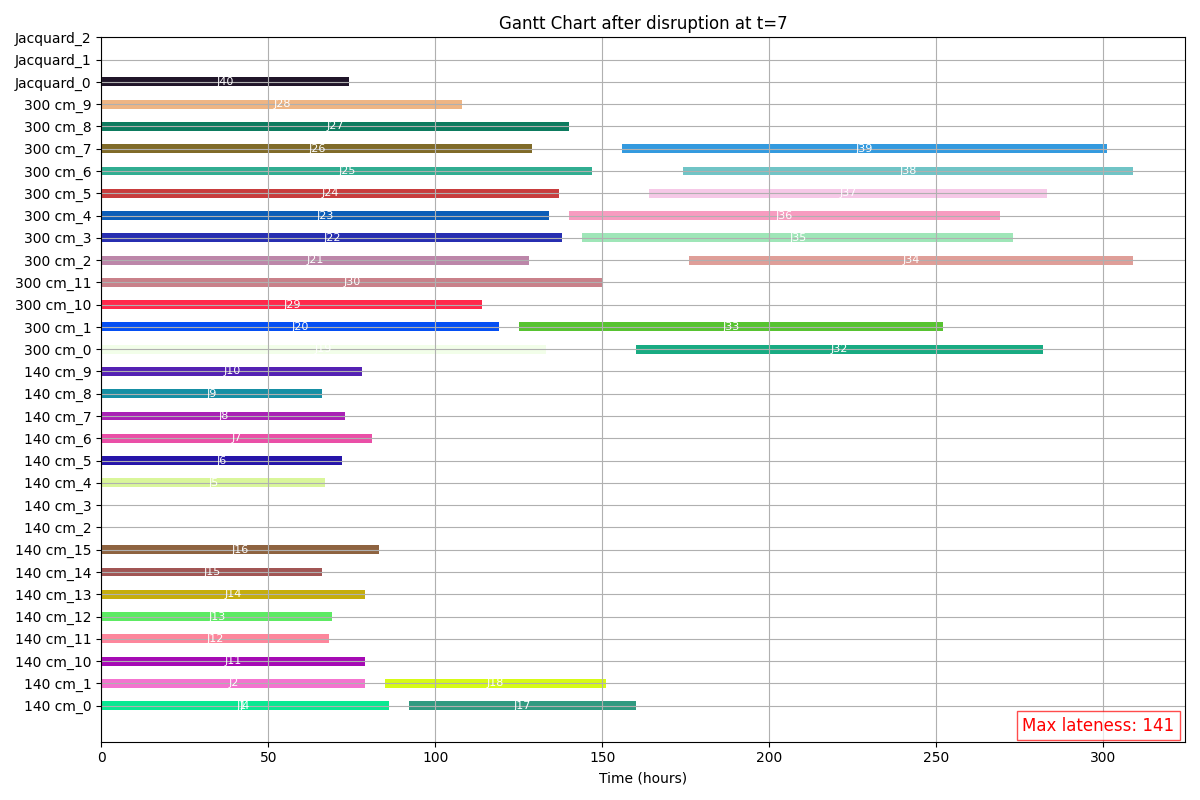 Gantt Chart after disruption at t=7
Jacquard_2
Jacquard_1
Jacquard_0 J40
300 cm_9 J28
300 cm_8 J27
300 cm_7 J26 J39
300 cm_6 J25 J38
300 cm_5 J24 J37
300 cm_4 J23 J36
300 cm_3 J22 J35
300 cm_2 J21 J34
300 cm_11 J30
300 cm_10 J29
300 cm_1 J20 J33
300 cm_0 J32
140 cm_9 J10
140 cm_8 J9
140 cm_7 J8
140 cm_6 J7
140 cm_5 J6
140 cm_4 J5
140 cm_3
140 cm_2
140 cm_15 J16
140 cm_14 J15
140 cm_13 J14
140 cm_12 J13
140 cm_11 J12
140 cm_10 J11
140 cm_1 J2 J18
140 cm_0 J17
Max lateness: 141
0 50 100 150 200 250 300
Time (hours)